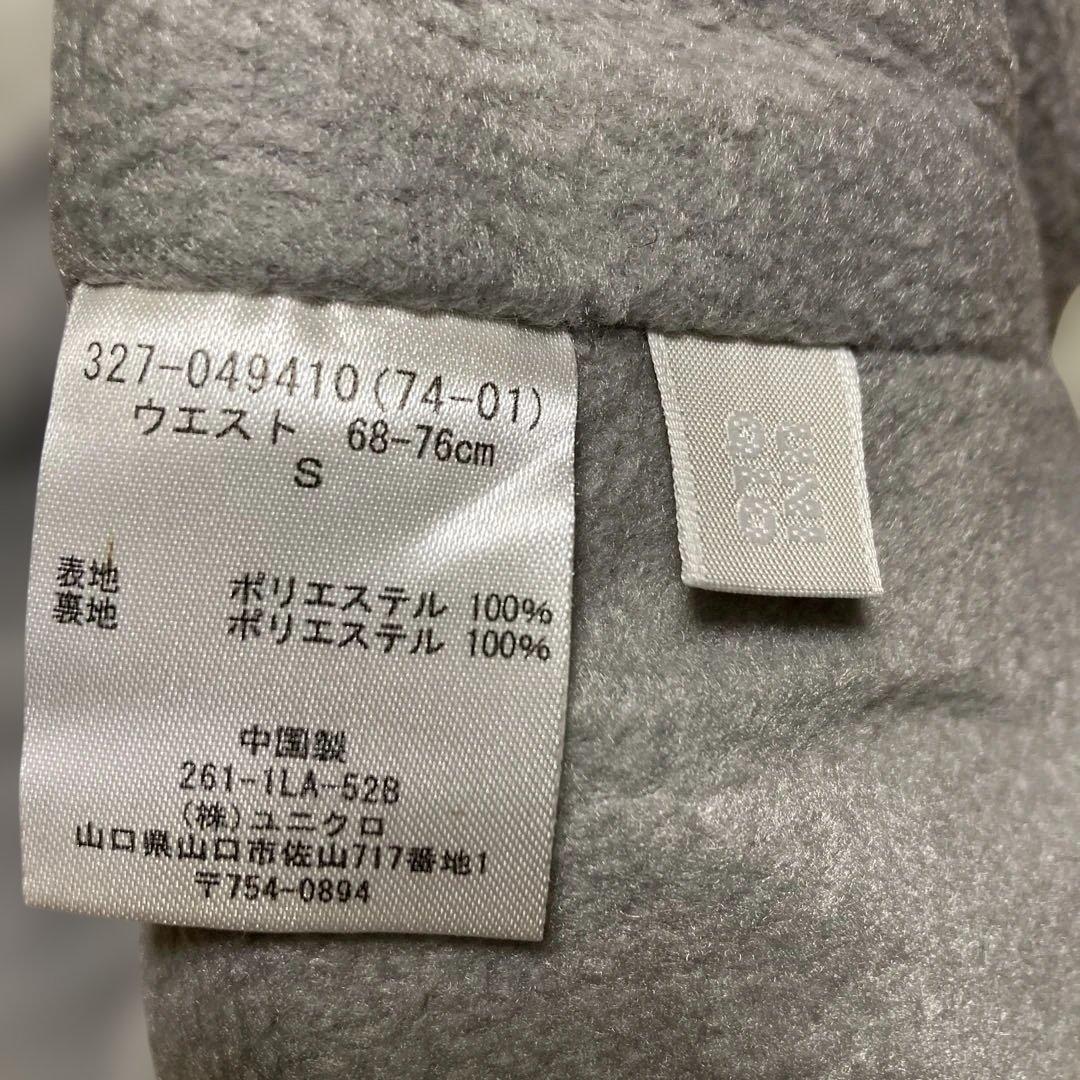 327-049410(74-01)
ウエスト 68-76cm
S
表地 ポリエステル 100%
裏地 ポリエステル 100%
中国製
261-1LA-52B
(株)ユニクロ
山口県山口市佐山717番地1
〒754-0894